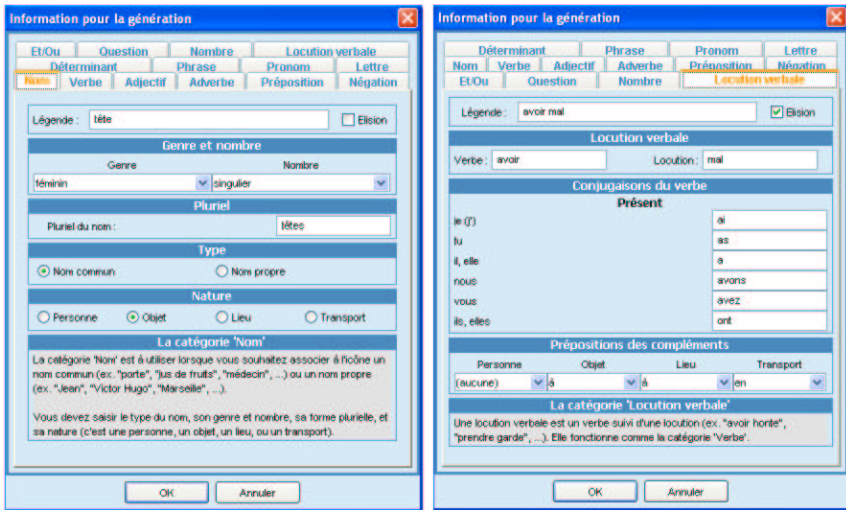 Information pour la génération
Et/Ou Question Nombre Locution verbale
Déterminant Phrase Pronom Lettre
Nom Verbe Adjectif Adverbe Préposition Négation
Légende : tête Elision
Genre et nombre
Genre Nombre
féminin singulier
Pluriel
Pluriel du nom : têtes
Type
Nom commun Nom propre
Nature
Personne Objet Lieu Transport
La catégorie 'Nom'
La catégorie 'Nom' est à utiliser lorsque vous souhaitez associer à l'icône un
nom commun (ex. "porte", "jus de fruits", "médecin", ...) ou un nom propre
(ex. "Jean", "Victor Hugo", "Marseille", ...).
Vous devez saisir le type du nom, son genre et nombre, sa forme plurielle, et
sa nature (c'est une personne, un objet, un lieu, ou un transport).
OK Annuler
Information pour la génération
Déterminant Phrase Pronom Lettre
Nom Verbe Adjectif Adverbe Préposition Négation
Et/Ou Question Nombre Locution verbale
Légende : avoir mal Elision
Locution verbale
Verbe : avoir Locution : mal
Conjugaisons du verbe
Présent
je (j') ai
tu as
il, elle a
nous avons
vous avez
ils, elles ont
Prépositions des compléments
Personne Objet Lieu Transport
(aucune) à à en
La catégorie 'Locution verbale'
Une locution verbale est un verbe suivi d'une locution (ex. "avoir honte",
"prendre garde", ...). Elle fonctionne comme la catégorie 'Verbe'.
OK Annuler